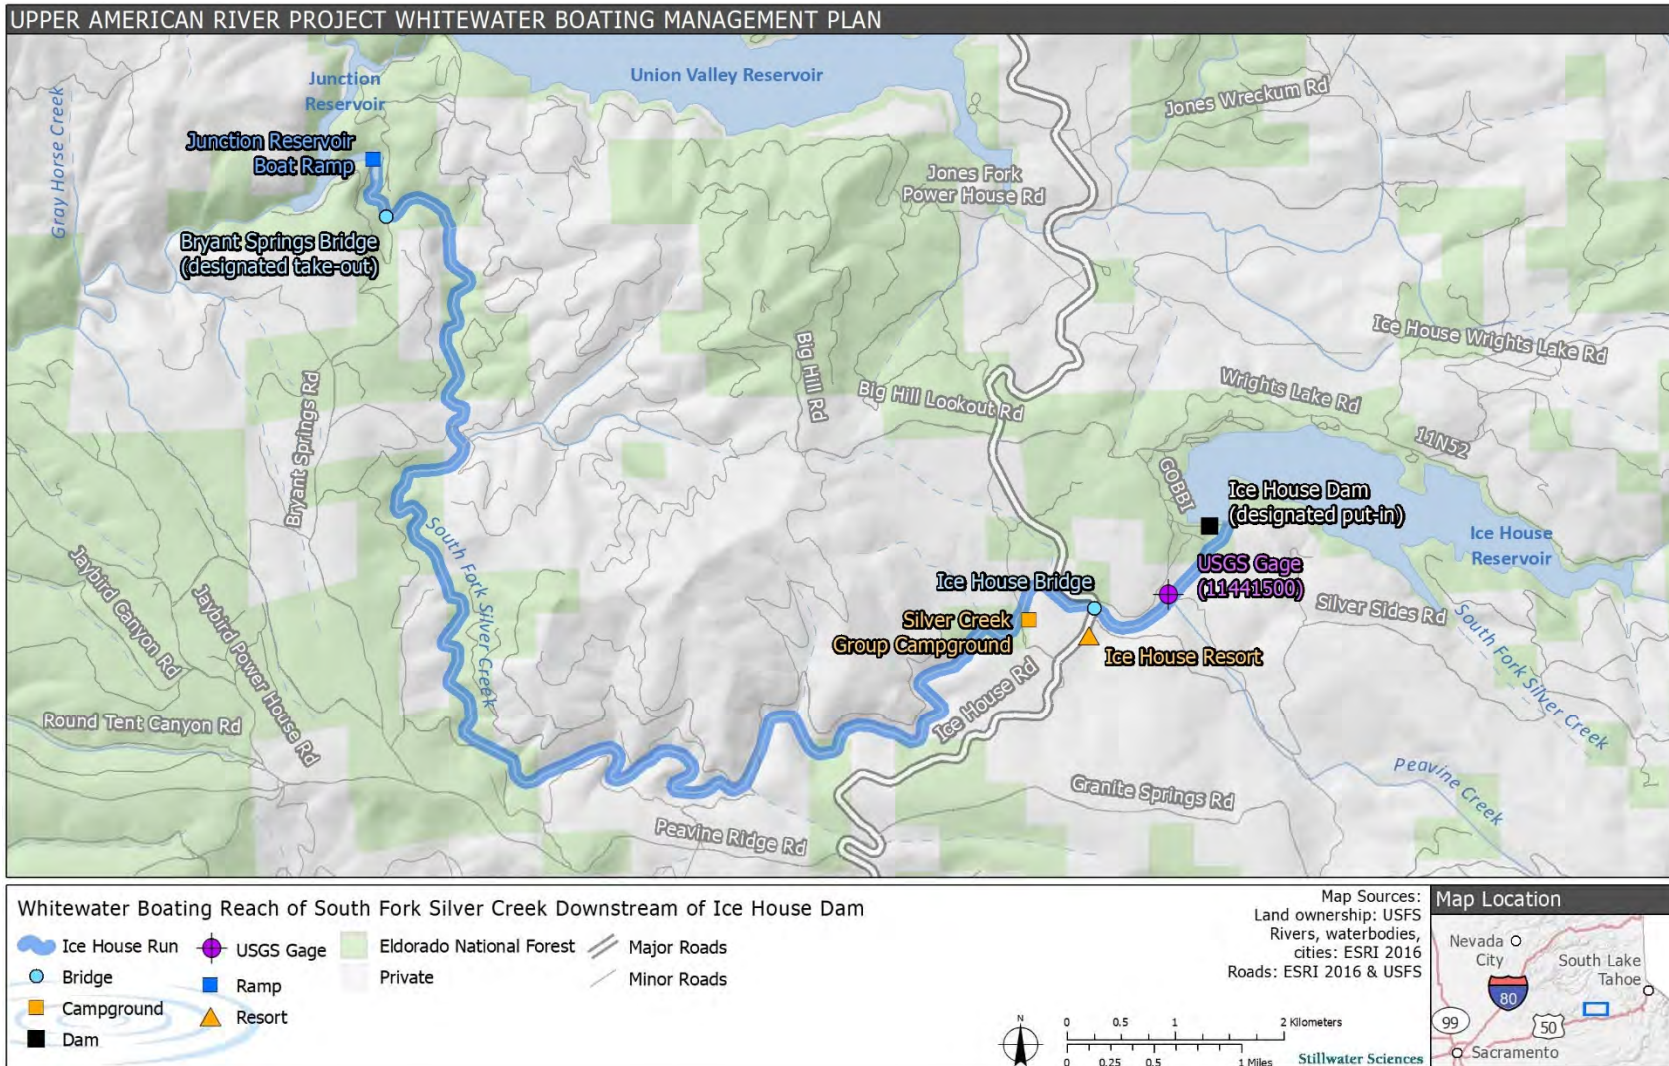 UPPER AMERICAN RIVER PROJECT WHITEWATER BOATING MANAGEMENT PLAN
Junction
Reservoir
Union Valley Reservoir
Jones Wreckum Rd
Gray Horse Creek
Junction Reservoir
Boat Ramp
Jones Fork
Power House Rd
Bryant Springs Bridge
(designated take-out)
Ice House Wrights Lake Rd
Big Hill Rd
Bryant Springs Rd
Big Hill Lookout Rd
Wrights Lake Rd
11N52
GOBBI
Ice House Dam
(designated put-in)
Ice House
Reservoir
South Fork Silver Creek
Jaybird Canyon Rd
Jaybird Power House Rd
Ice House Bridge
USGS Gage
(11441500)
Silver Sides Rd
Silver Creek
Group Campground
Ice House Resort
South Fork Silver Creek
Ice House Rd
Round Tent Canyon Rd
Peavine Creek
Granite Springs Rd
Peavine Ridge Rd
Whitewater Boating Reach of South Fork Silver Creek Downstream of Ice House Dam
Ice House Run
Bridge
Campground
Dam
USGS Gage
Ramp
Resort
Eldorado National Forest
Private
Major Roads
Minor Roads
Map Sources:
Land ownership: USFS
Rivers, waterbodies,
cities: ESRI 2016
Roads: ESRI 2016 & USFS
N
0 0.5 1 2 Kilometers
0 0.25 0.5 1 Miles
Stillwater Sciences
Map Location
Nevada
City
South Lake
Tahoe
80
99
50
Sacramento